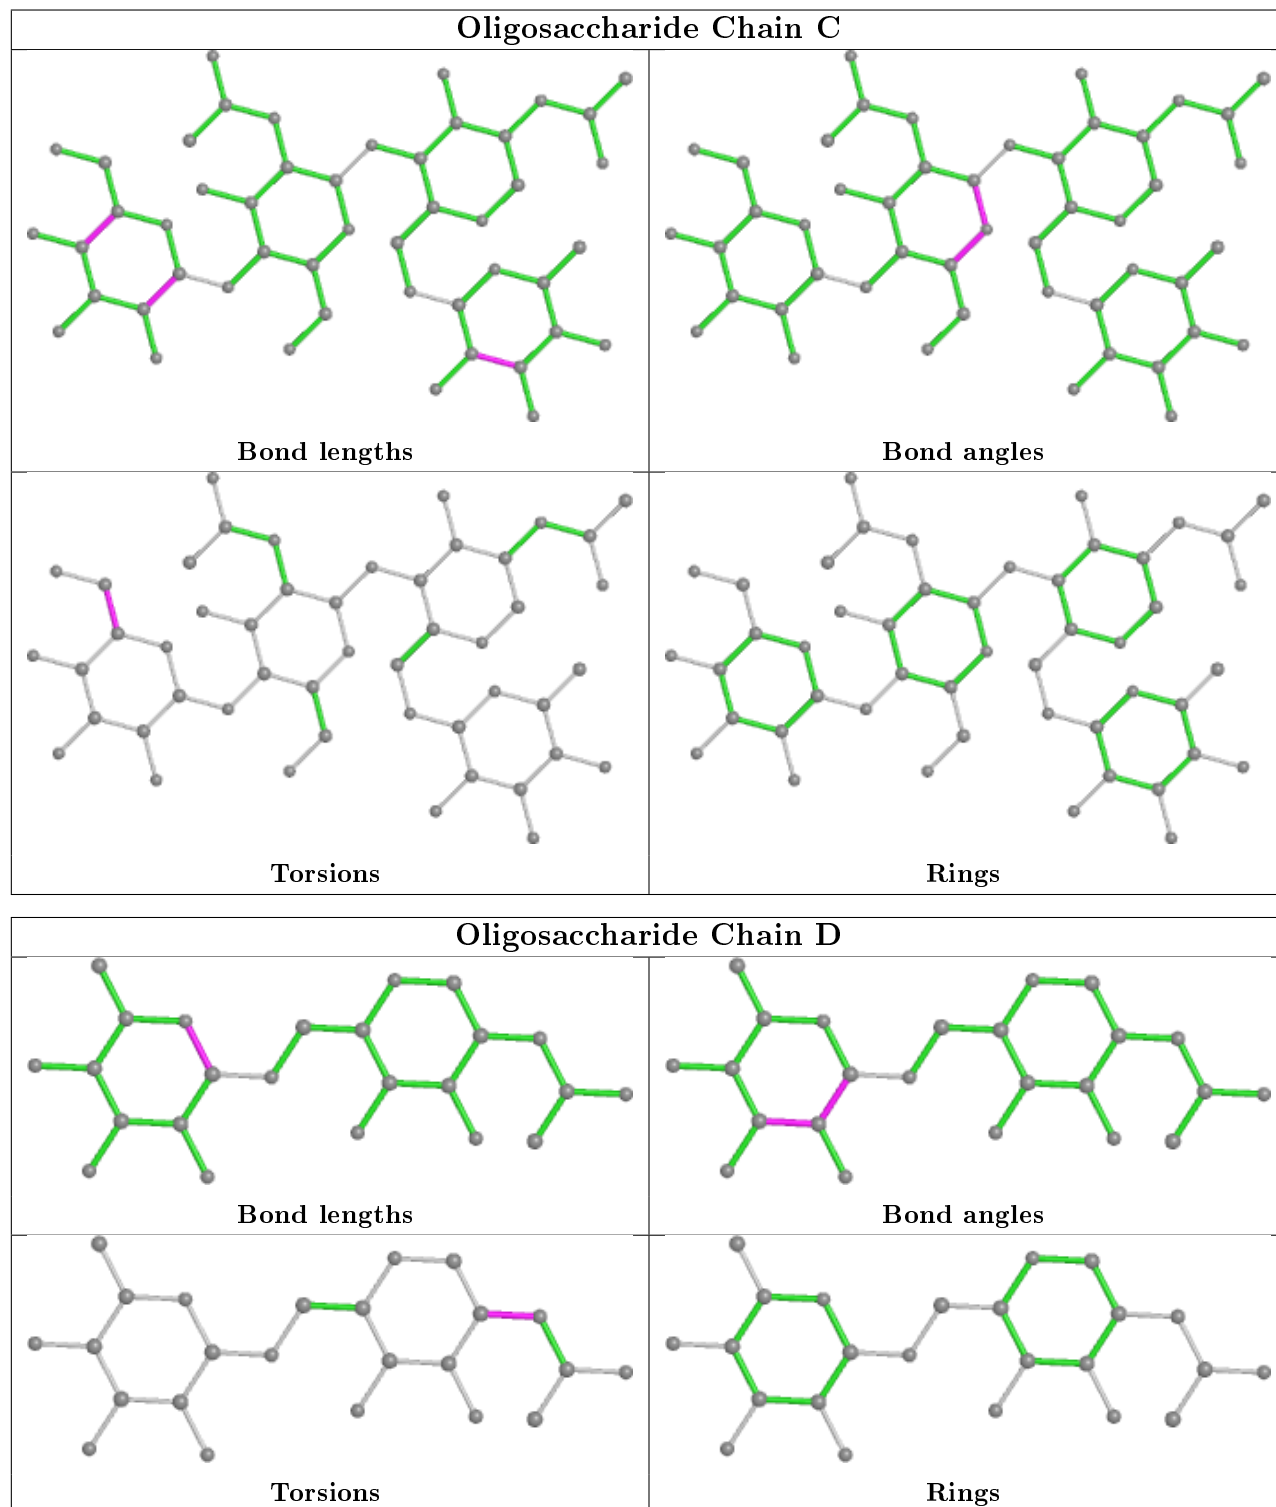 Oligosaccharide Chain C
Bond lengths
Bond angles
Torsions
Rings
Oligosaccharide Chain D
Bond lengths
Bond angles
Torsions
Rings